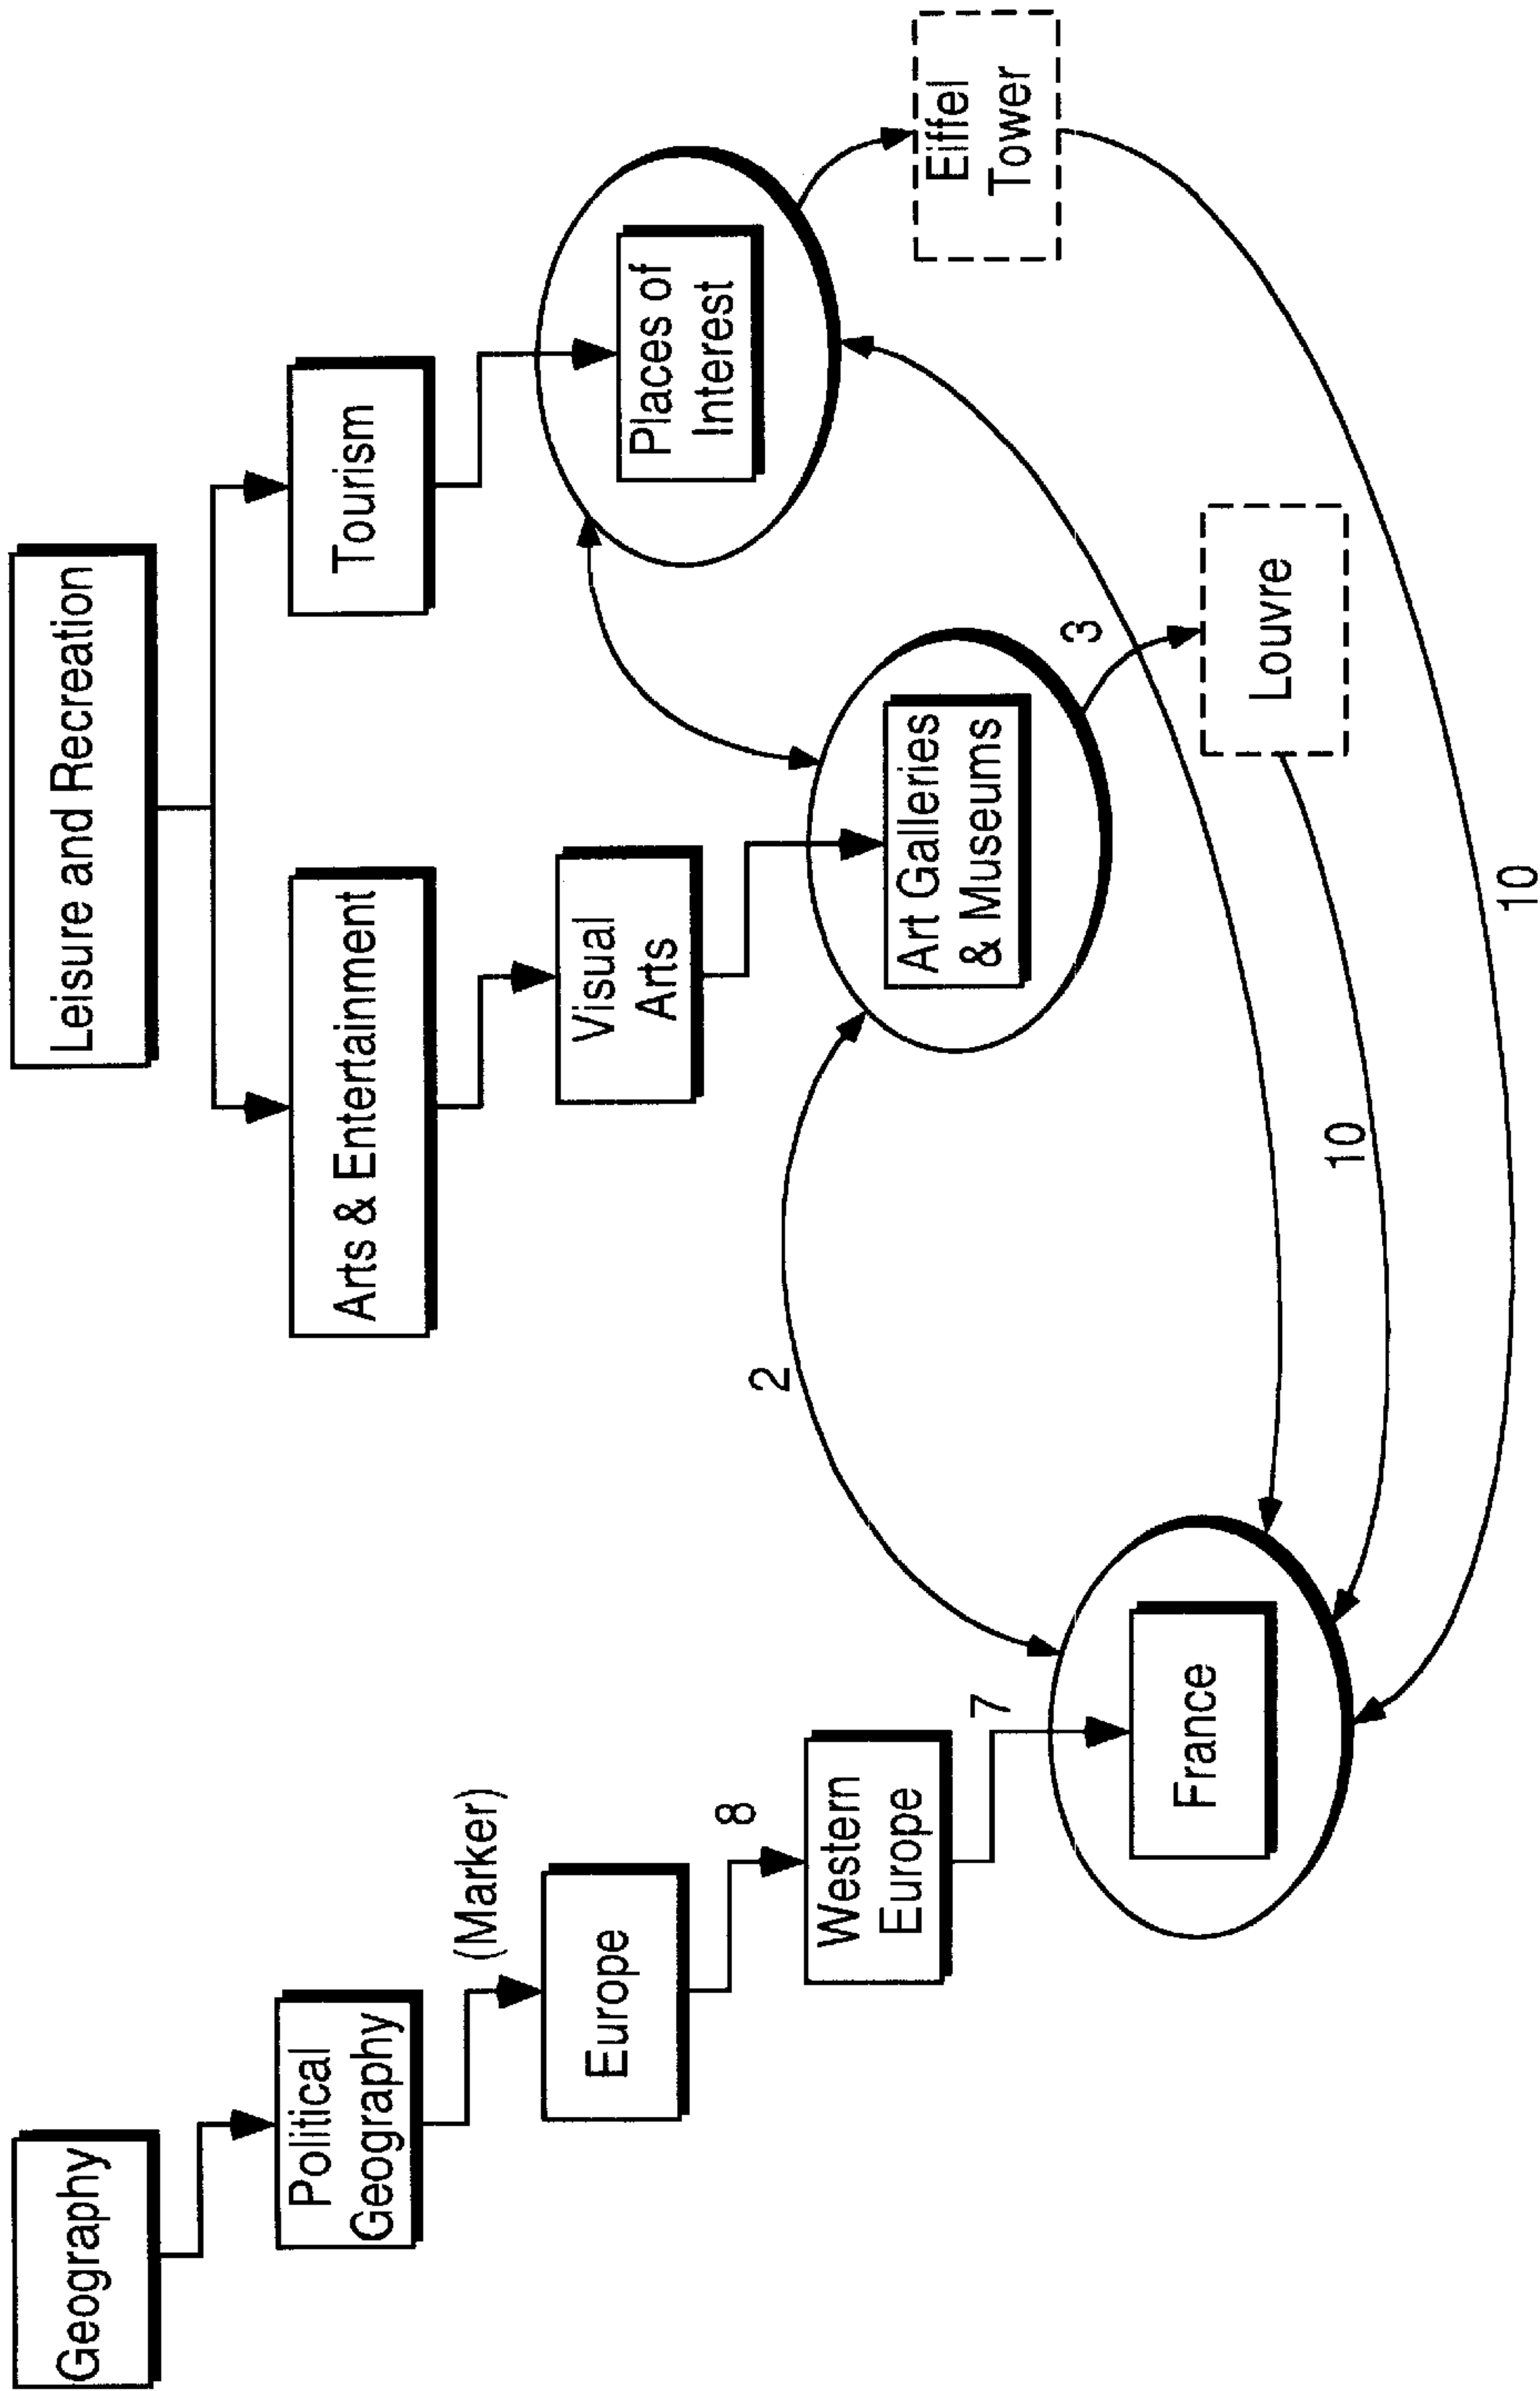 Geography
Political
Geography
(Marker)
Europe
8
Western
Europe
7
France
Leisure and Recreation
Arts & Entertainment
Tourism
Visual
Arts
Places of
Interest
Art Galleries
& Museums
2
3
Eiffel
Tower
Louvre
10
10